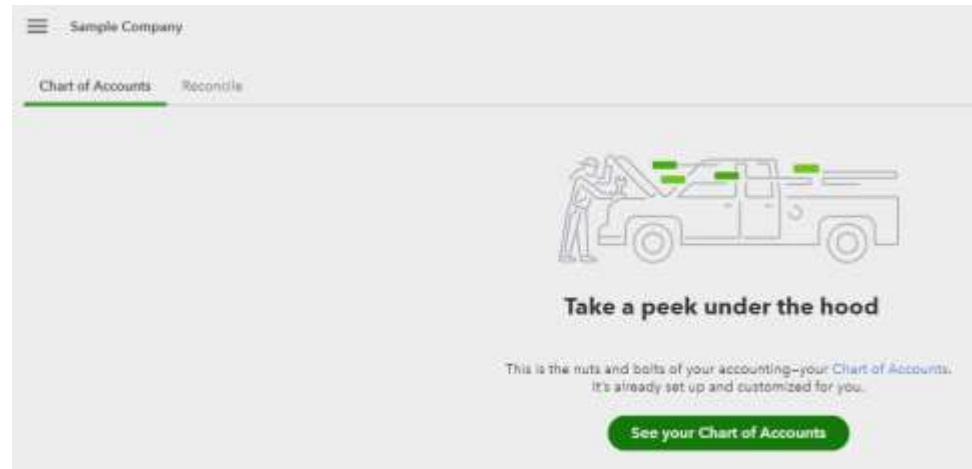 Sample Company
Chart of Accounts Reconcile
Take a peek under the hood
This is the nuts and bolts of your accounting—your Chart of Accounts.
It's already set up and customized for you.
See your Chart of Accounts